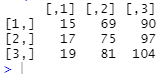 [,1] [,2] [,3]
[1,] 15 69 90
[2,] 17 75 97
[3,] 19 81 104
>